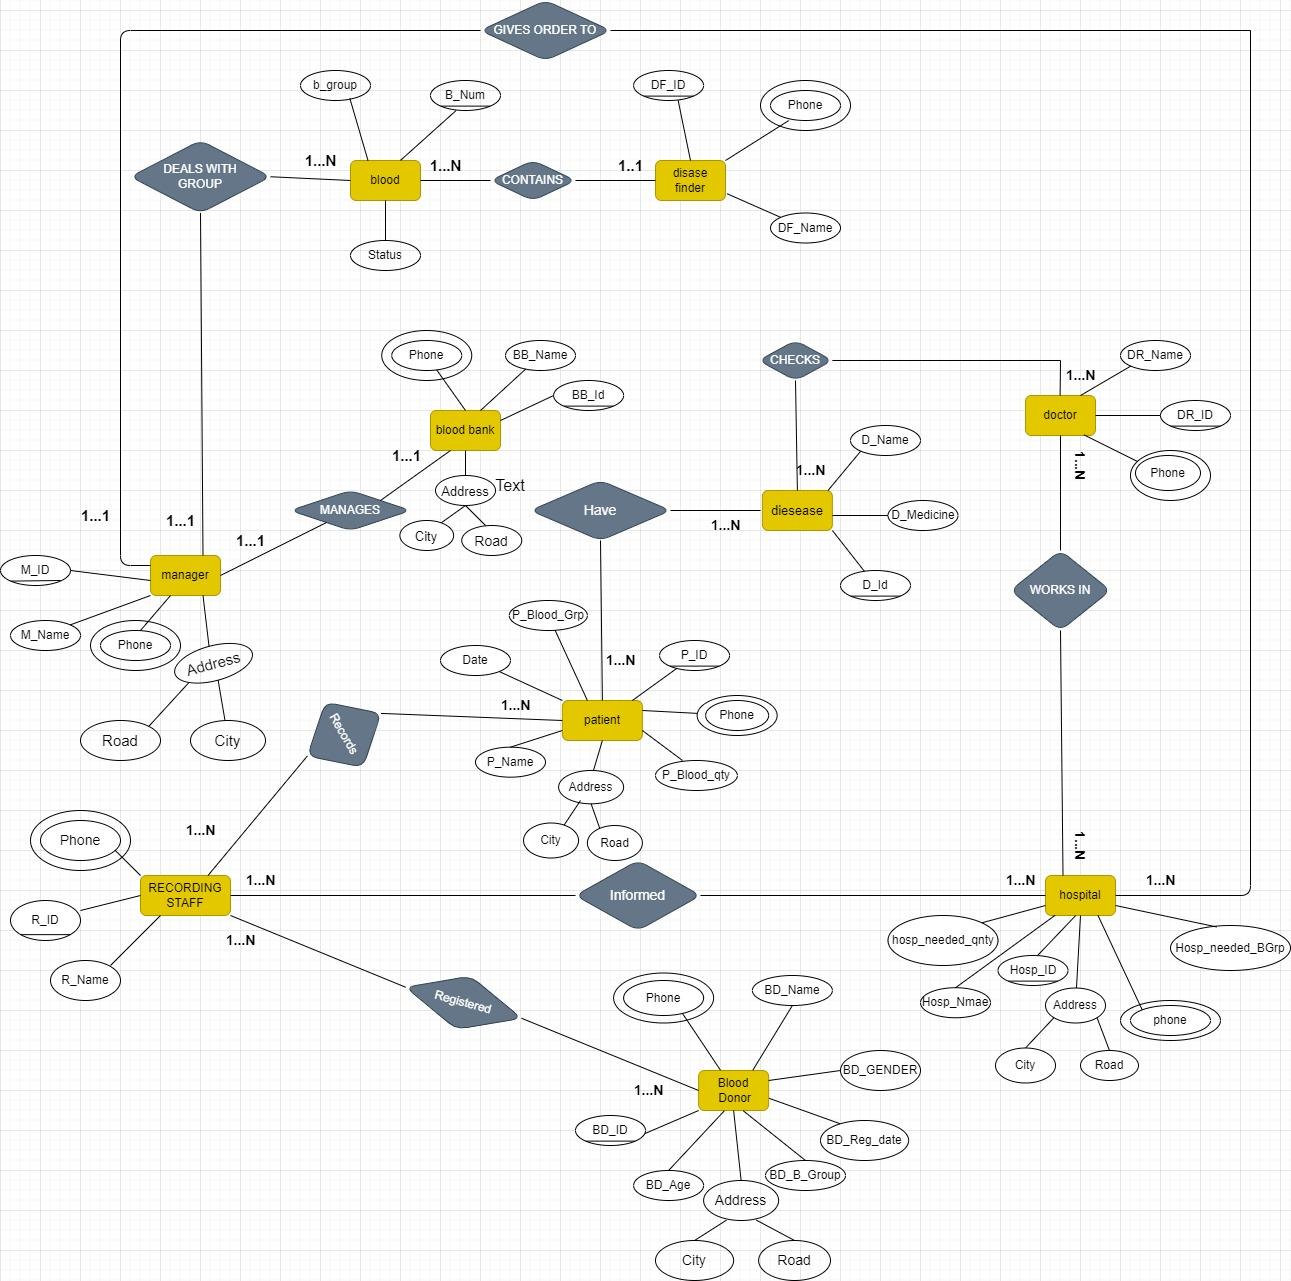 GIVES ORDER TO
b_group
B_Num
DF_ID
Phone
DEALS WITH
GROUP
1...N
blood
1...N
CONTAINS
1..1
disase
finder
Status
DF_Name
Phone
BB_Name
BB_Id
blood bank
1...1
Address
Text
City
Road
MANAGES
CHECKS
1...N
DR_Name
doctor
DR_ID
Phone
1...N
D_Name
1...N
diesease
D_Medicine
D_Id
Have
1...N
1...1
1...1
1...1
M_ID
manager
M_Name
Phone
Address
Road
City
WORKS IN
P_Blood_Grp
Date
1...N
P_ID
1...N
patient
Phone
P_Name
P_Blood_qty
Address
City
Road
Records
1...N
Phone
RECORDING
STAFF
1...N
R_ID
R_Name
1...N
Informed
1...N
1...N
hospital
1...N
hosp_needed_qnty
Hosp_needed_BGrp
Hosp_ID
Hosp_Nmae
Address
phone
City
Road
Registered
Phone
BD_Name
1...N
Blood
Donor
BD_GENDER
BD_ID
BD_Reg_date
BD_Age
BD_B_Group
Address
City
Road